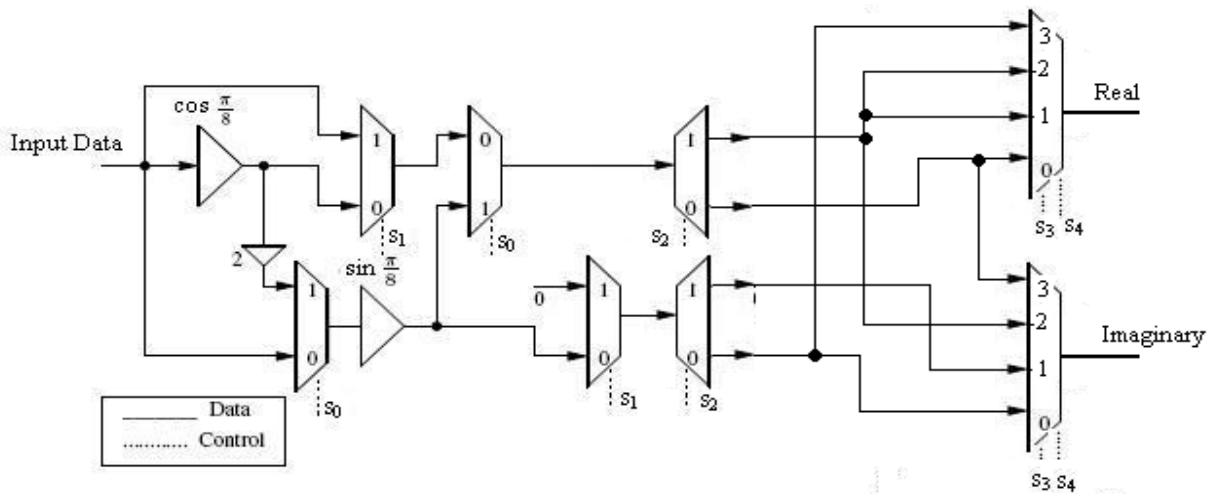 Input Data
cos π/8
2
sin π/8
1
0
S₁
0
1
S₀
1
0
S₀
0
1
0
S₁
1
0
S₂
1
0
S₂
3
2
1
0
S₃ S₄
Real
3
2
1
0
S₃ S₄
Imaginary
Data
Control